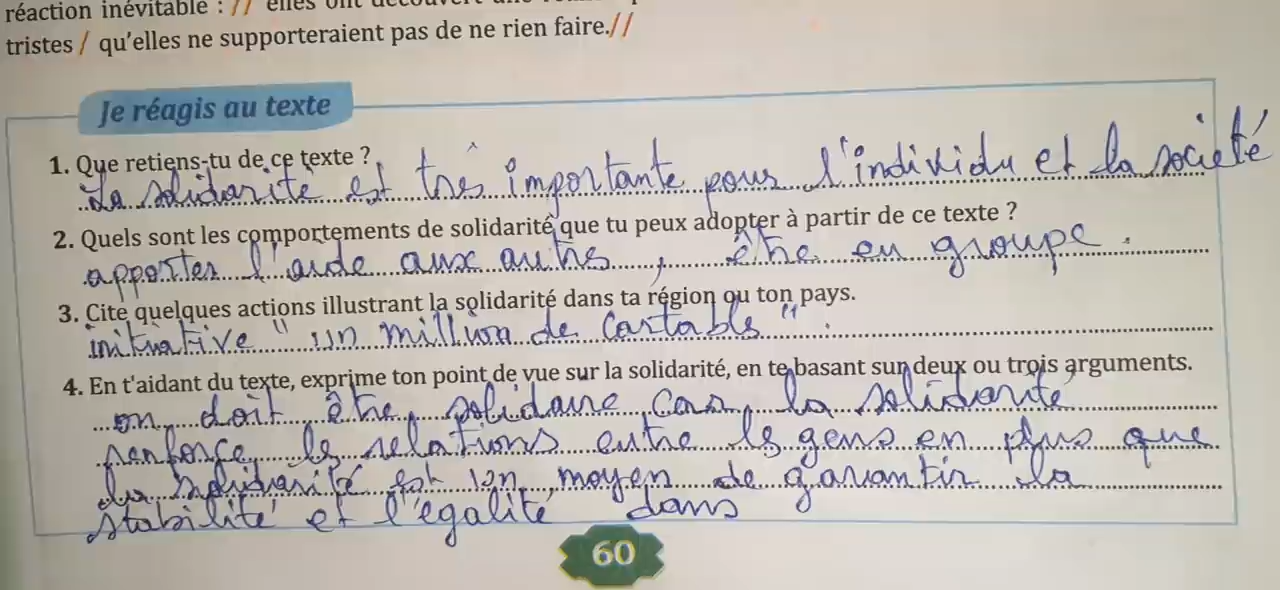 réaction inévitable : // elles ont découvert une
tristes / qu'elles ne supporteraient pas de ne rien faire.//
Je réagis au texte
1. Que retiens-tu de ce texte ?
La solidarité est très importante pour l'individu et la société
2. Quels sont les comportements de solidarité que tu peux adopter à partir de ce texte ?
apporter l'aide aux autres, être en groupe.
3. Cite quelques actions illustrant la solidarité dans ta région ou ton pays.
initiative "un million de cartables".
4. En t'aidant du texte, exprime ton point de vue sur la solidarité, en te basant sur deux ou trois arguments.
on doit être solidaire, car, la solidarité
renforce les relations entre les gens en plus que
la solidarité est un moyen de garantir la
stabilité et l'égalité dans
60